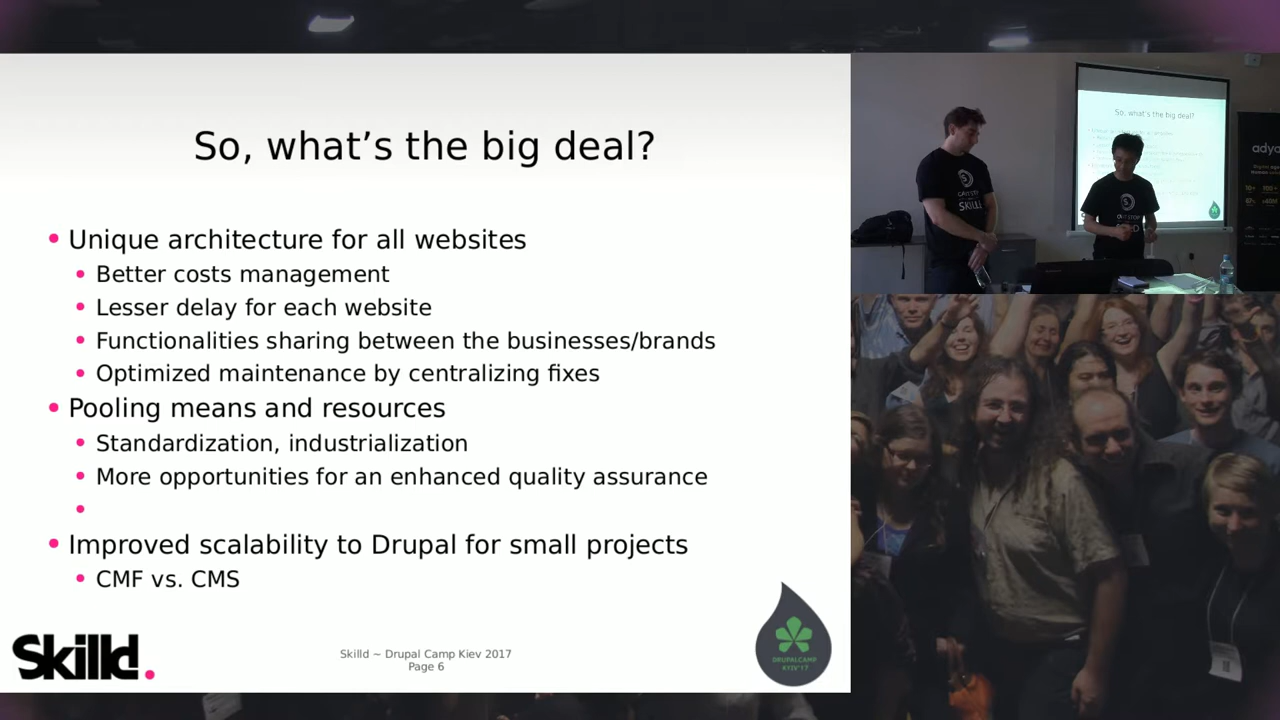 So, what’s the big deal?
Unique architecture for all websites
Better costs management
Lesser delay for each website
Functionalities sharing between the businesses/brands
Optimized maintenance by centralizing fixes
Pooling means and resources
Standardization, industrialization
More opportunities for an enhanced quality assurance
Improved scalability to Drupal for small projects
CMF vs. CMS
Skilld.
Skilld ~ Drupal Camp Kiev 2017
Page 6
DRUPALCAMP
KYIV'17
So, what's the big deal?